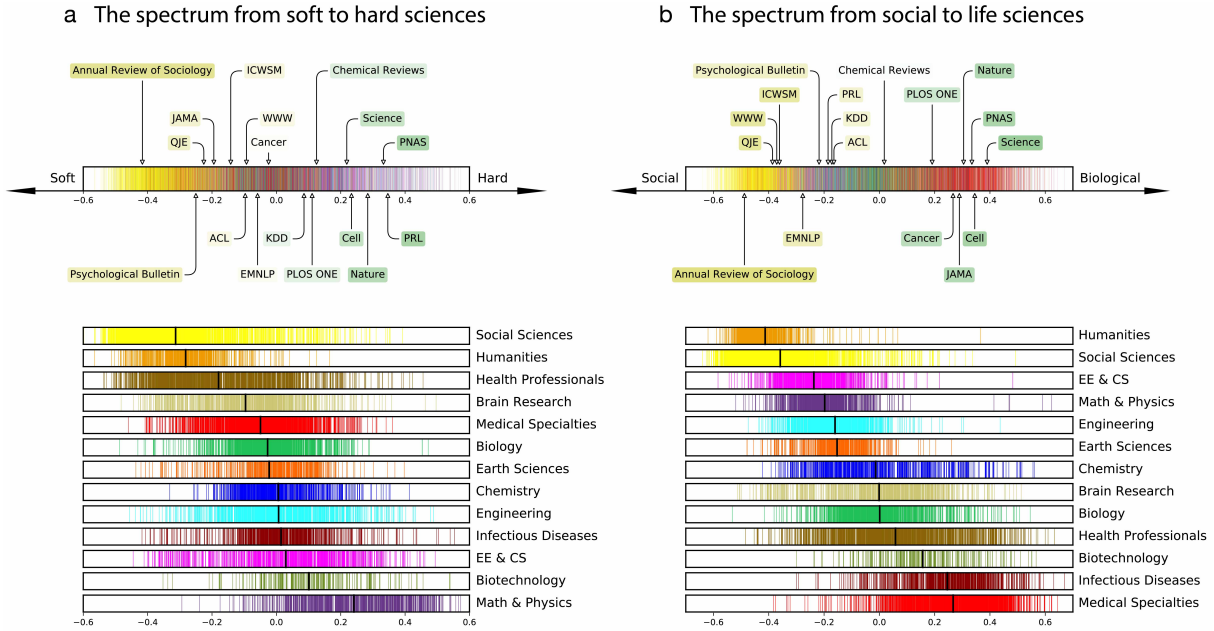 a The spectrum from soft to hard sciences
Annual Review of Sociology
ICWSM
Chemical Reviews
JAMA
WWW
Science
QJE
Cancer
PNAS
Soft
Hard
−0.6 −0.4 −0.2 0.0 0.2 0.4 0.6
ACL
KDD
Cell
PRL
Psychological Bulletin
EMNLP
PLOS ONE
Nature
Social Sciences
Humanities
Health Professionals
Brain Research
Medical Specialties
Biology
Earth Sciences
Chemistry
Engineering
Infectious Diseases
EE & CS
Biotechnology
Math & Physics
−0.6 −0.4 −0.2 0.0 0.2 0.4 0.6
b The spectrum from social to life sciences
Psychological Bulletin
Chemical Reviews
Nature
ICWSM
PRL
PLOS ONE
WWW
KDD
PNAS
QJE
ACL
Science
Social
Biological
−0.6 −0.4 −0.2 0.0 0.2 0.4 0.6
EMNLP
Cancer
Cell
Annual Review of Sociology
JAMA
Humanities
Social Sciences
EE & CS
Math & Physics
Engineering
Earth Sciences
Chemistry
Brain Research
Biology
Health Professionals
Biotechnology
Infectious Diseases
Medical Specialties
−0.6 −0.4 −0.2 0.0 0.2 0.4 0.6